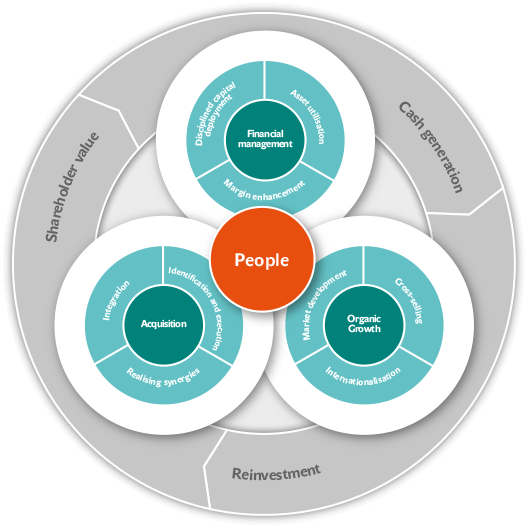 Shareholder value
Cash generation
Reinvestment
Disciplined capital
deployment
Asset utilisation
Margin enhancement
Financial
management
People
Integration
Identification and execution
Realising synergies
Acquisition
Market development
Cross-selling
Internationalisation
Organic
Growth